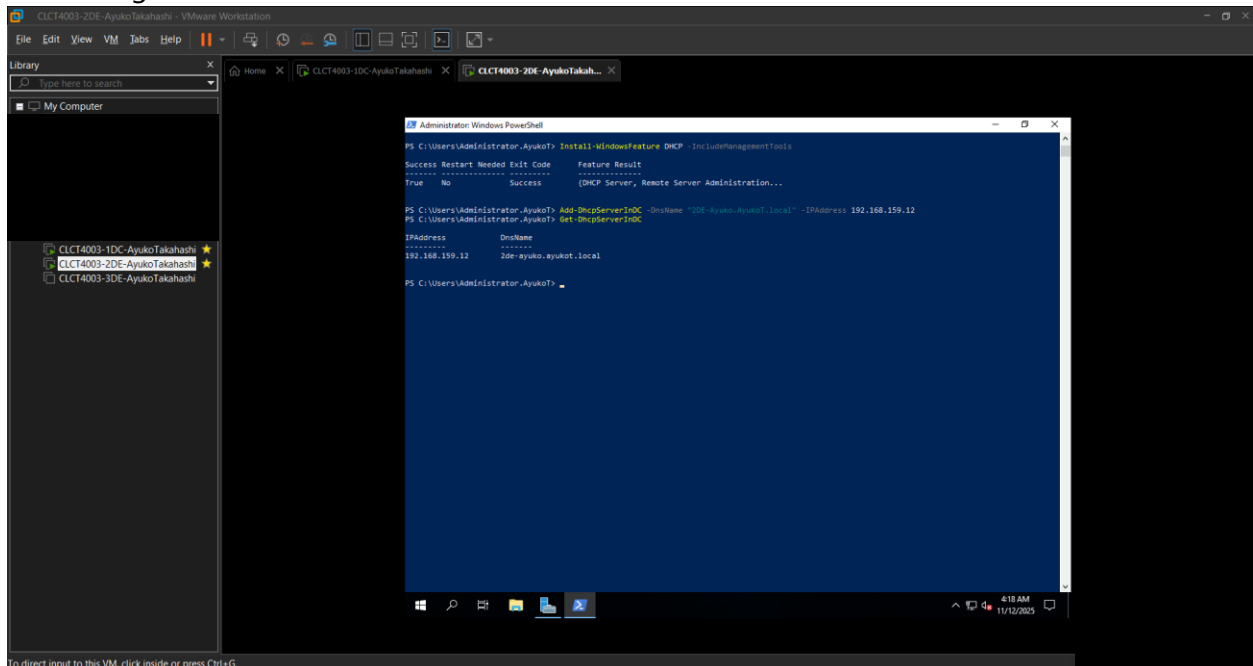 CLCT4003-2DE-AyukoTakahashi - VMware Workstation
File Edit View VM Tabs Help
Library
Type here to search
My Computer
CLCT4003-1DC-AyukoTakahashi
CLCT4003-2DE-AyukoTakahashi
CLCT4003-3DE-AyukoTakahashi
Home
CLCT4003-1DC-AyukoTakahashi
CLCT4003-2DE-AyukoTakah...
Administrator: Windows PowerShell
PS C:\Users\Administrator.AyukoT> Install-WindowsFeature DHCP -IncludeManagementTools
Success Restart Needed Exit Code Feature Result
------- -------------- --------- --------------
True No Success {DHCP Server, Remote Server Administration...
PS C:\Users\Administrator.AyukoT> Add-DhcpServerInDC -DnsName "2DE-Ayuko.AyukoT.local" -IPAddress 192.168.159.12
PS C:\Users\Administrator.AyukoT> Get-DhcpServerInDC
IPAddress DnsName
--------- -------
192.168.159.12 2de-ayuko.ayukot.local
PS C:\Users\Administrator.AyukoT> _
4:18 AM
11/12/2025
To direct input to this VM, click inside or press Ctrl+G.